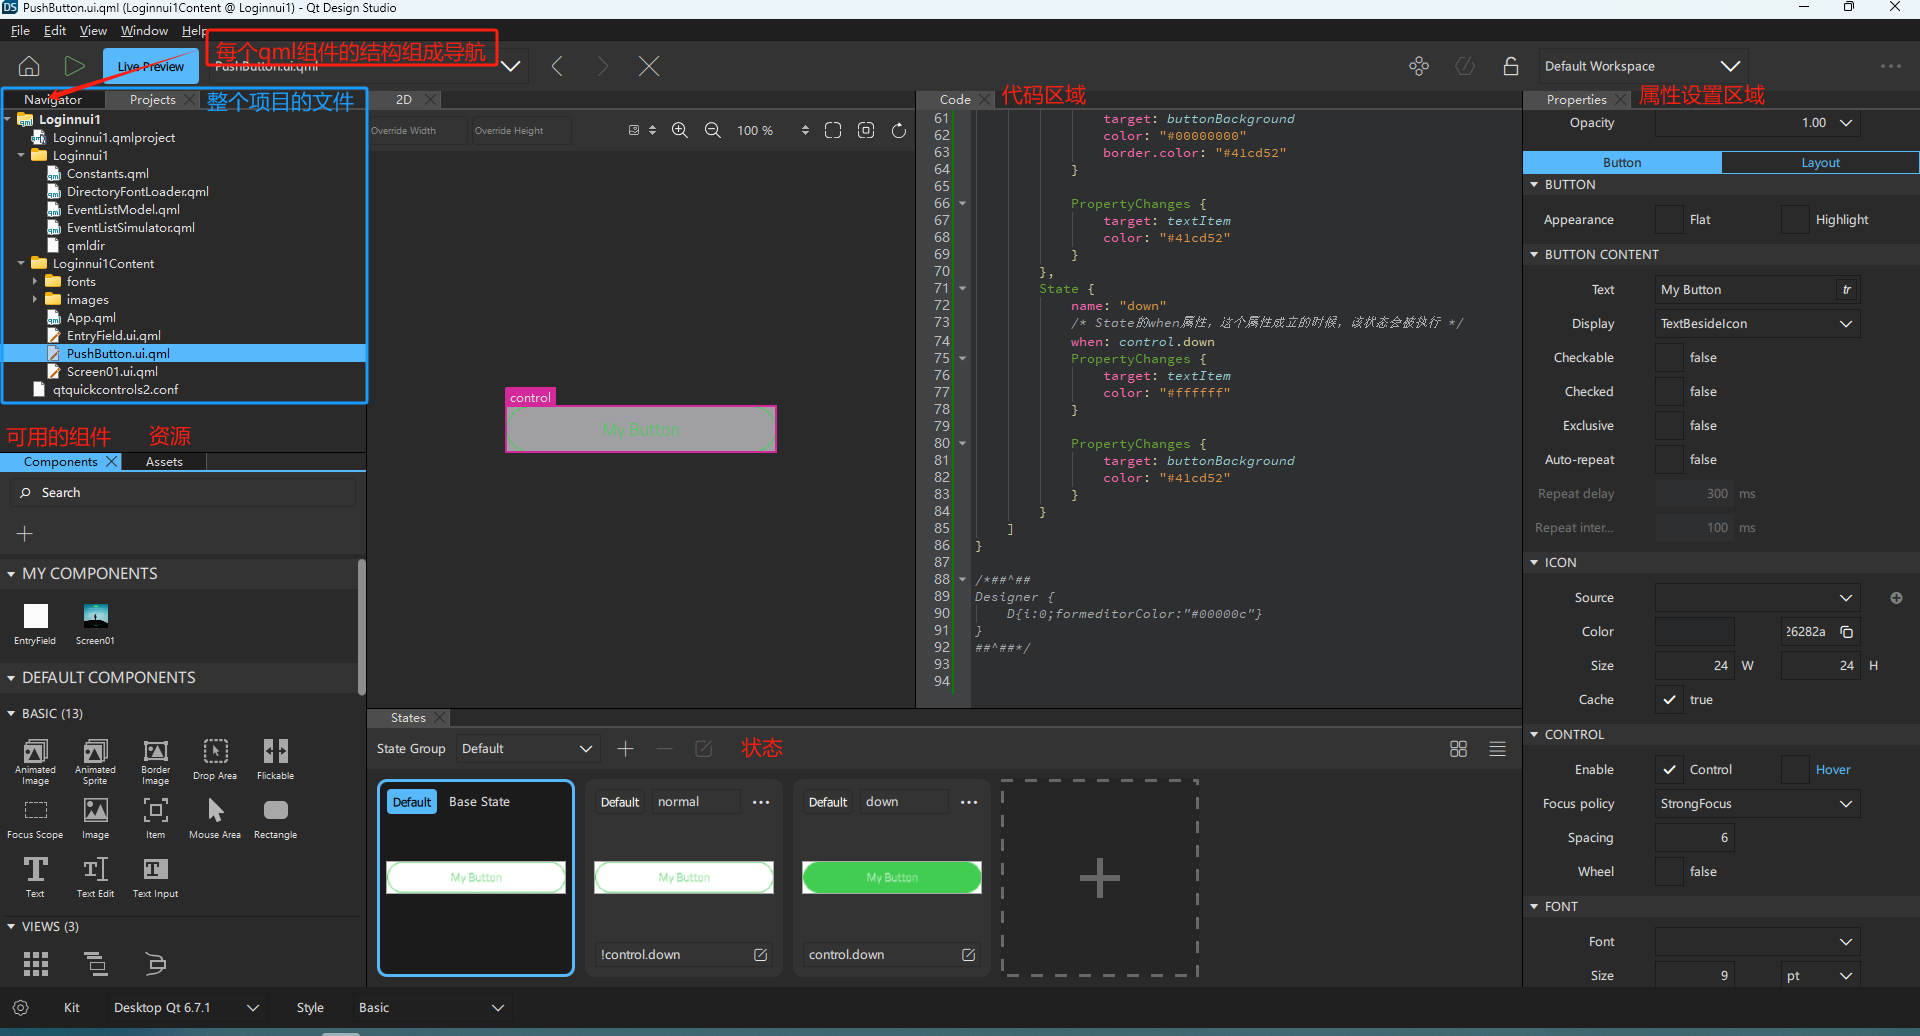 PushButton.ui.qml (Loginnui1Content @ Loginnui1) - Qt Design Studio
File Edit View Window Help
每个qml组件的结构组成导航
Live Preview
PushButton.ui.qml
Default Workspace
Navigator
Projects
整个项目的文件
Loginnui1
Loginnui1.qmlproject
Loginnui1
Constants.qml
DirectoryFontLoader.qml
EventListModel.qml
EventListSimulator.qml
qmldir
Loginnui1Content
fonts
images
App.qml
EntryField.ui.qml
PushButton.ui.qml
Screen01.ui.qml
qtquickcontrols2.conf
可用的组件 资源
Components
Assets
Search
MY COMPONENTS
EntryField
Screen01
DEFAULT COMPONENTS
BASIC (13)
Animated Image
Animated Sprite
Border Image
Drop Area
Flickable
Focus Scope
Image
Item
Mouse Area
Rectangle
Text
Text Edit
Text Input
VIEWS (3)
2D
Override Width
Override Height
100 %
control
My Button
Code
代码区域
61 target: buttonBackground
62 color: "#00000000"
63 border.color: "#41cd52"
64 }
65
66 PropertyChanges {
67 target: textItem
68 color: "#41cd52"
69 }
70 },
71 State {
72 name: "down"
73 /* State的when属性，这个属性成立的时候，该状态会被执行 */
74 when: control.down
75 PropertyChanges {
76 target: textItem
77 color: "#ffffff"
78 }
79
80 PropertyChanges {
81 target: buttonBackground
82 color: "#41cd52"
83 }
84 }
85 ]
86 }
87
88 /*##^##
89 Designer {
90 D{i:0;formeditorColor:"#00000c"}
91 }
92 ##^##*/
93
94
States
State Group
Default
状态
Default
Base State
My Button
Default
normal
My Button
!control.down
Default
down
My Button
control.down
Properties
属性设置区域
Opacity 1.00
Button
Layout
BUTTON
Appearance Flat Highlight
BUTTON CONTENT
Text My Button tr
Display TextBesideIcon
Checkable false
Checked false
Exclusive false
Auto-repeat false
Repeat delay 300 ms
Repeat inter... 100 ms
ICON
Source
Color 26282a
Size 24 W 24 H
Cache true
CONTROL
Enable Control Hover
Focus policy StrongFocus
Spacing 6
Wheel false
FONT
Font
Size 9 pt
Kit
Desktop Qt 6.7.1
Style
Basic